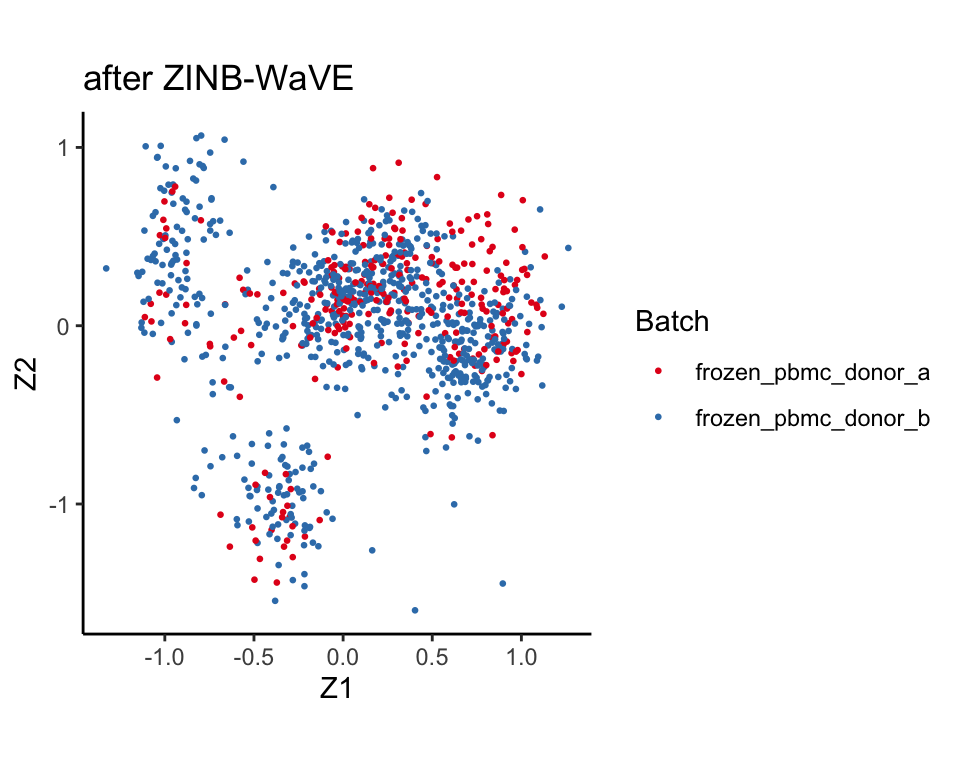 after ZINB-WaVE
1
0
-1
Z2
-1.0
-0.5
0.0
0.5
1.0
Z1
Batch
frozen_pbmc_donor_a
frozen_pbmc_donor_b